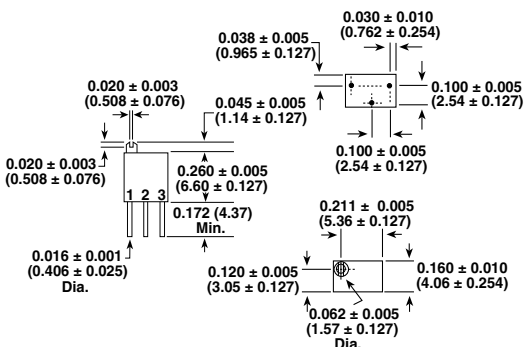 0.030 ± 0.010
(0.762 ± 0.254)
0.038 ± 0.005
(0.965 ± 0.127)
0.020 ± 0.003
(0.508 ± 0.076)
0.045 ± 0.005
(1.14 ± 0.127)
0.100 ± 0.005
(2.54 ± 0.127)
0.100 ± 0.005
(2.54 ± 0.127)
0.020 ± 0.003
(0.508 ± 0.076)
0.260 ± 0.005
(6.60 ± 0.127)
1 2 3
0.172 (4.37)
Min.
0.211 ± 0.005
(5.36 ± 0.127)
0.016 ± 0.001
(0.406 ± 0.025)
Dia.
0.120 ± 0.005
(3.05 ± 0.127)
0.160 ± 0.010
(4.06 ± 0.254)
0.062 ± 0.005
(1.57 ± 0.127)
Dia.